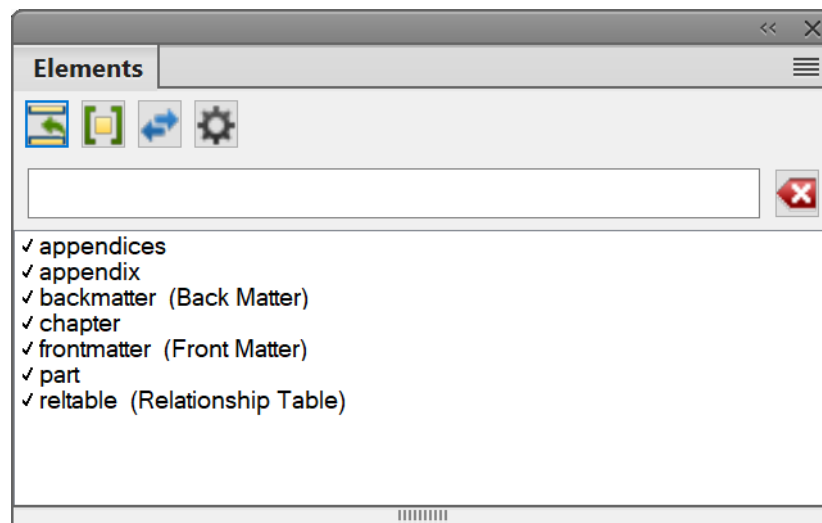 Elements
✓ appendices
✓ appendix
✓ backmatter (Back Matter)
✓ chapter
✓ frontmatter (Front Matter)
✓ part
✓ reltable (Relationship Table)